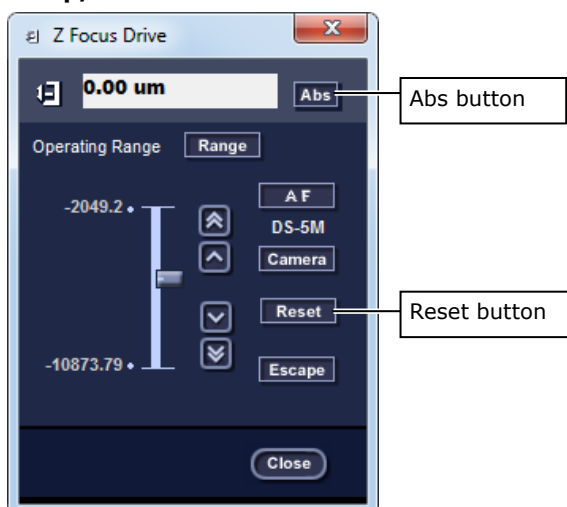 Z Focus Drive
0.00 um
Abs
Abs button
Operating Range
Range
-2049.2
A F
DS-5M
Camera
Reset
Reset button
-10873.79
Escape
Close